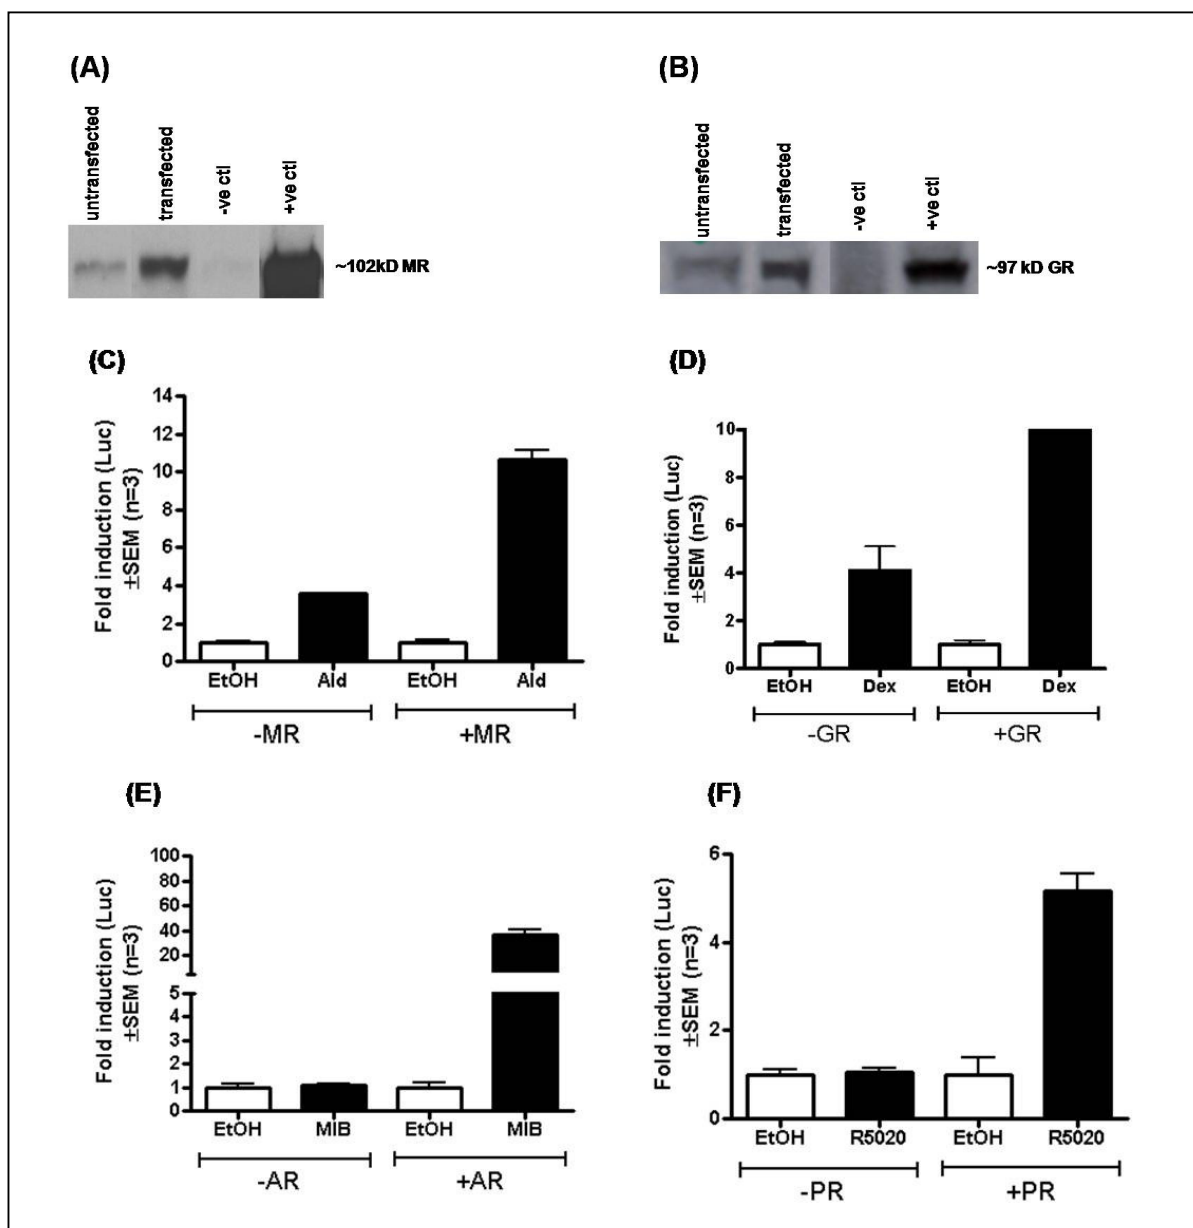 (A)
untransfected
transfected
-ve ctl
+ve ctl
~102kD MR
(B)
untransfected
transfected
-ve ctl
+ve ctl
~97 kD GR
(C)
Fold induction (Luc)
±SEM (n=3)
14
12
10
8
6
4
2
0
EtOH Ald EtOH Ald
-MR +MR
(D)
Fold induction (Luc)
±SEM (n=3)
10
8
6
4
2
0
EtOH Dex EtOH Dex
-GR +GR
(E)
Fold induction (Luc)
±SEM (n=3)
100
80
60
40
20
5
4
3
2
1
0
EtOH MIB EtOH MIB
-AR +AR
(F)
Fold induction (Luc)
±SEM (n=3)
6
4
2
0
EtOH R5020 EtOH R5020
-PR +PR